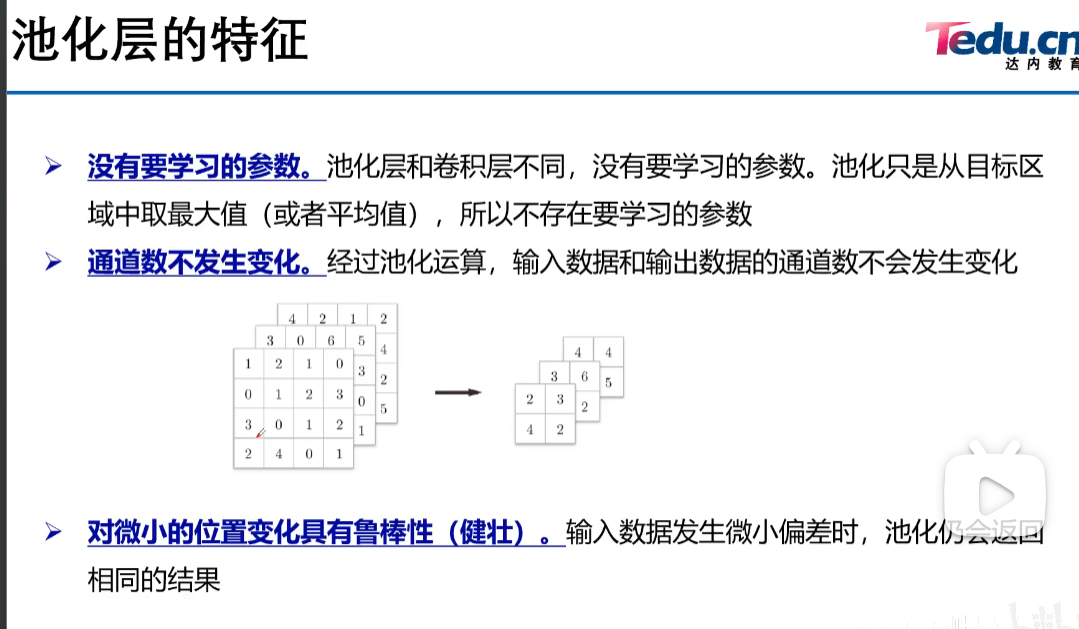 池化层的特征
Tedu.cn
达内教育
➢ 没有要学习的参数。池化层和卷积层不同，没有要学习的参数。池化只是从目标区
域中取最大值（或者平均值），所以不存在要学习的参数
➢ 通道数不发生变化。经过池化运算，输入数据和输出数据的通道数不会发生变化
4 2 1 2
3 0 6 5 4
1 2 1 0 3 2
0 1 2 3 0 5
3 0 1 2 1
2 4 0 1
4 4
3 6 5
2 3 2
4 2
➢ 对微小的位置变化具有鲁棒性（健壮）。输入数据发生微小偏差时，池化仍会返回
相同的结果